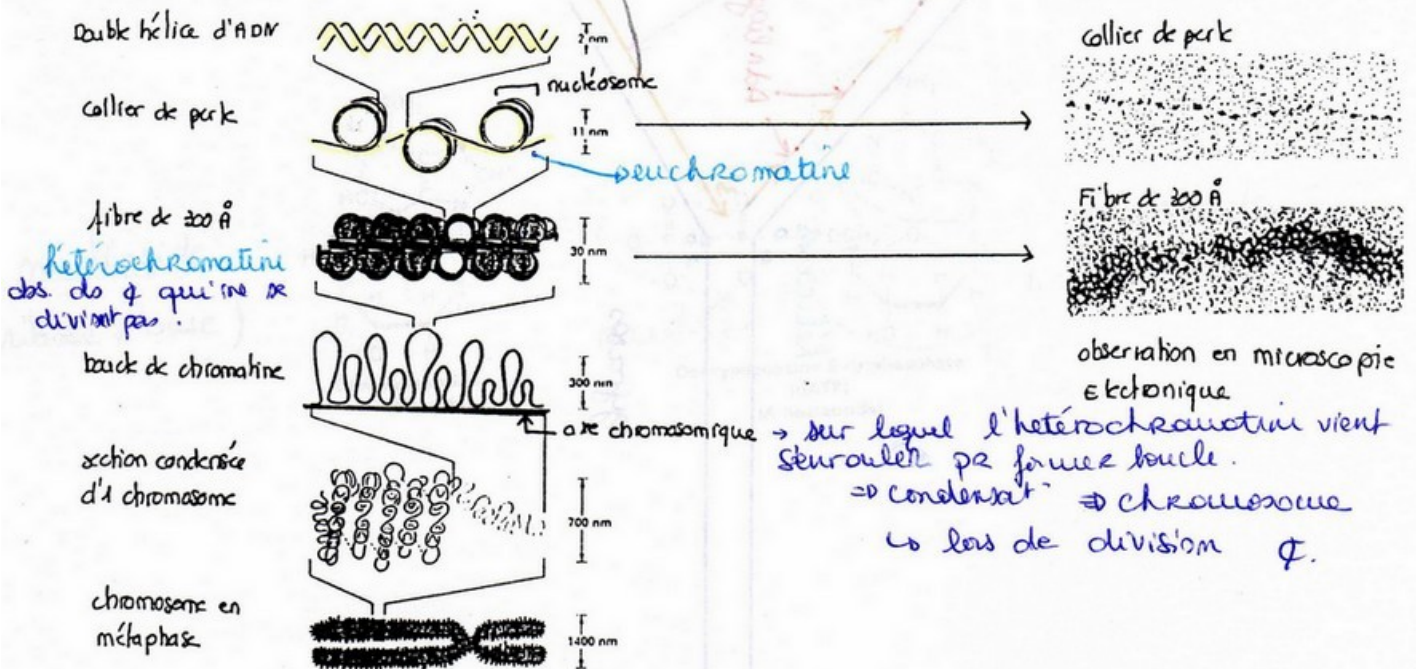 Double hélice d'ADN
2 nm
collier de perle
nucléosome
collier de perle
11 nm
euchromatine
fibre de 300 Å
Fibre de 300 Å
hétérochromatine
30 nm
obs. ds ¢ qui ne se
divisent pas.
boucle de chromatine
300 nm
observation en microscopie
Electronique
axe chromosomique → sur lequel l'hétérochromatine vient
s'enrouler pr former boucle.
section condensée
d'1 chromosome
⇒ condensat° ⇒ chromosome
700 nm
↳ lors de division ¢.
chromosome en
métaphase
1400 nm